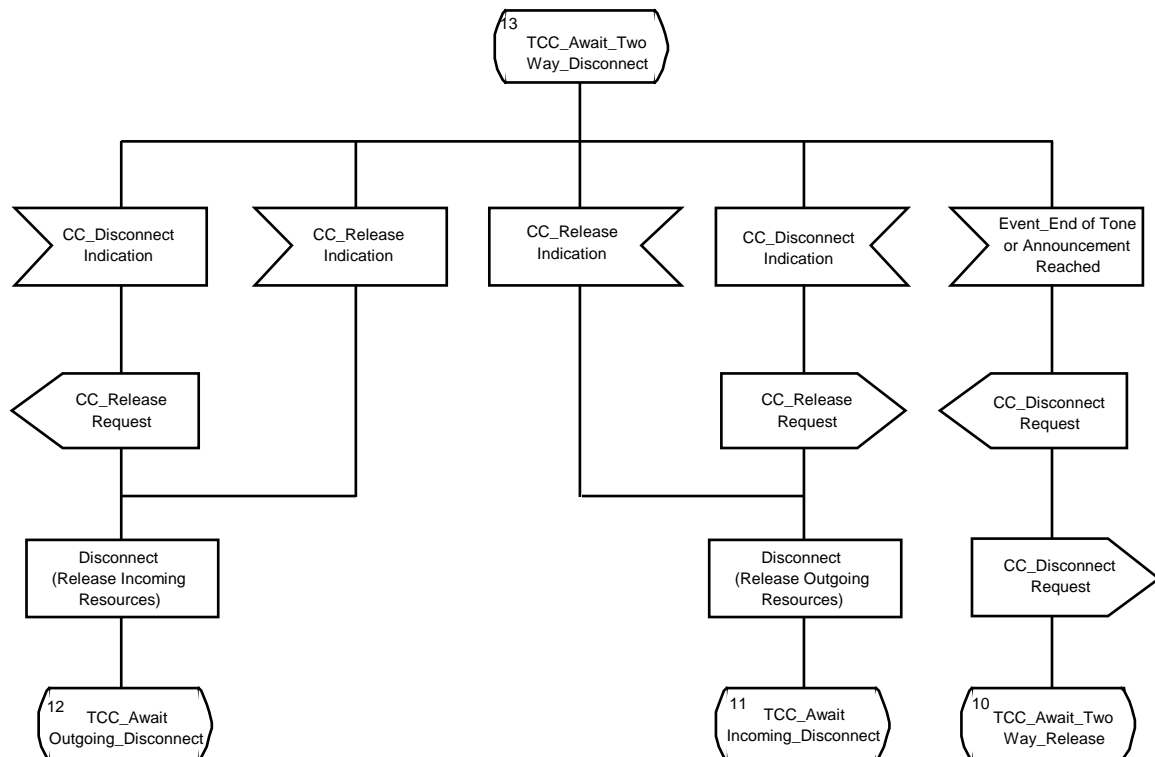 13
TCC_Await_Two
Way_Disconnect
CC_Disconnect
Indication
CC_Release
Indication
CC_Release
Indication
CC_Disconnect
Indication
Event_End of Tone
or Announcement
Reached
CC_Release
Request
CC_Release
Request
CC_Disconnect
Request
Disconnect
(Release Incoming
Resources)
Disconnect
(Release Outgoing
Resources)
CC_Disconnect
Request
12
TCC_Await
Outgoing_Disconnect
11
TCC_Await
Incoming_Disconnect
10
TCC_Await_Two
Way_Release